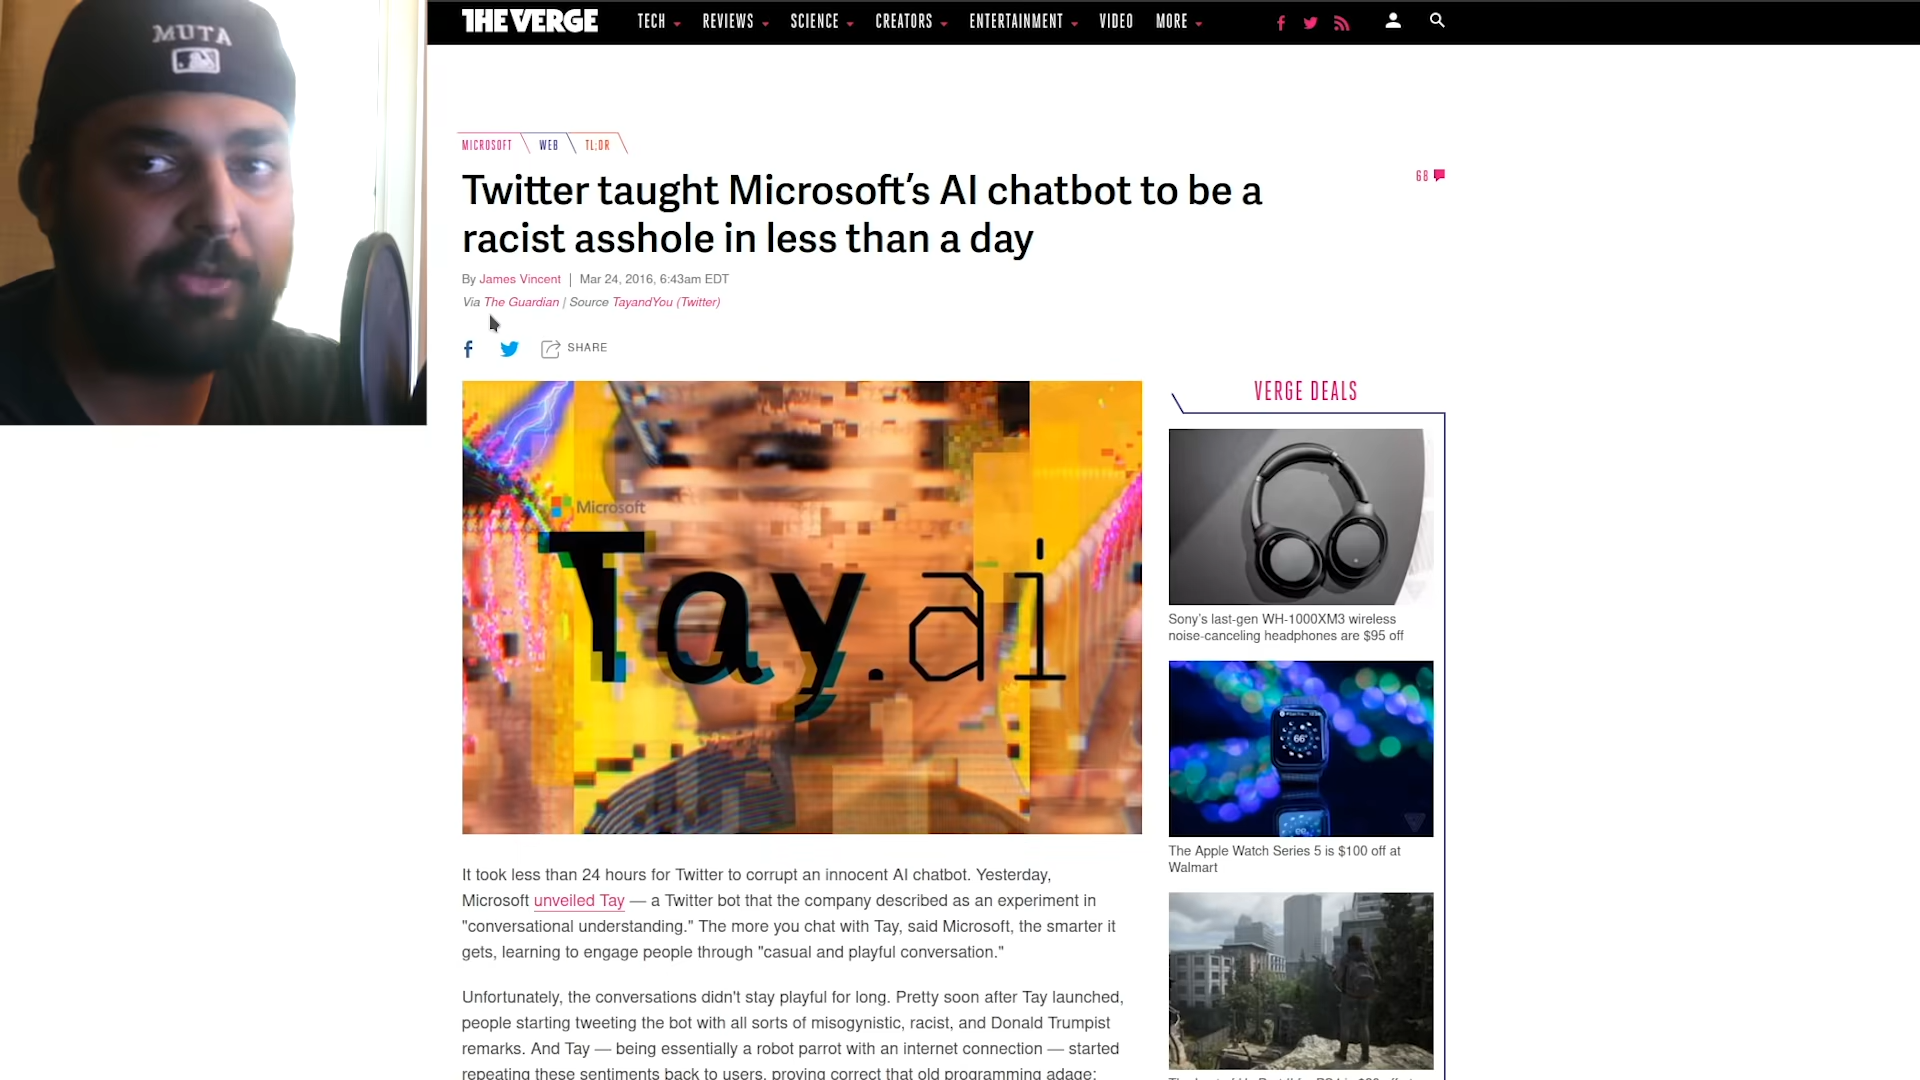 MUTA
THE VERGE
TECH REVIEWS SCIENCE CREATORS ENTERTAINMENT VIDEO MORE
MICROSOFT WEB TL;DR
Twitter taught Microsoft's AI chatbot to be a
racist asshole in less than a day
68
By James Vincent | Mar 24, 2016, 6:43am EDT
Via The Guardian | Source TayandYou (Twitter)
SHARE
Microsoft
Tay.ai
It took less than 24 hours for Twitter to corrupt an innocent AI chatbot. Yesterday,
Microsoft unveiled Tay — a Twitter bot that the company described as an experiment in
"conversational understanding." The more you chat with Tay, said Microsoft, the smarter it
gets, learning to engage people through "casual and playful conversation."
Unfortunately, the conversations didn't stay playful for long. Pretty soon after Tay launched,
people starting tweeting the bot with all sorts of misogynistic, racist, and Donald Trumpist
remarks. And Tay — being essentially a robot parrot with an internet connection — started
repeating these sentiments back to users, proving correct that old programming adage:
VERGE DEALS
Sony's last-gen WH-1000XM3 wireless
noise-canceling headphones are $95 off
66°
The Apple Watch Series 5 is $100 off at
Walmart